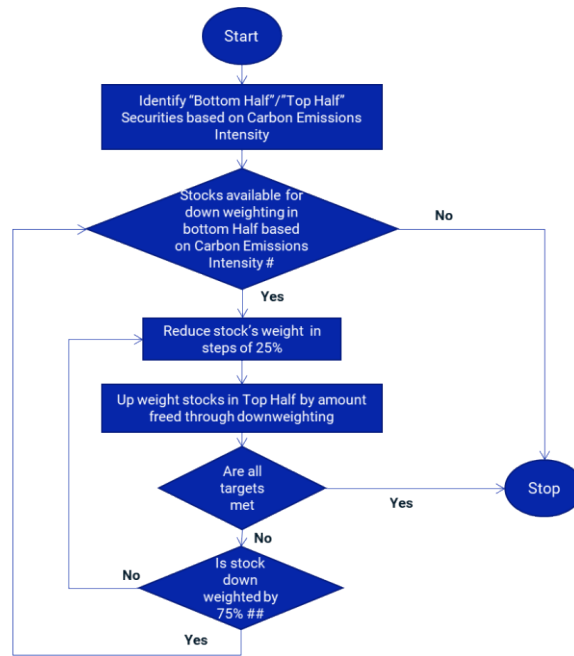 Start
Identify “Bottom Half”/“Top Half”
Securities based on Carbon Emissions
Intensity
Stocks available for
down weighting in
bottom Half based
on Carbon Emissions
Intensity #
No
Yes
Reduce stock’s weight in
steps of 25%
Up weight stocks in Top Half by amount
freed through downweighting
Are all
targets
met
Yes
Stop
No
Is stock
down
weighted by
75% ##
No
Yes